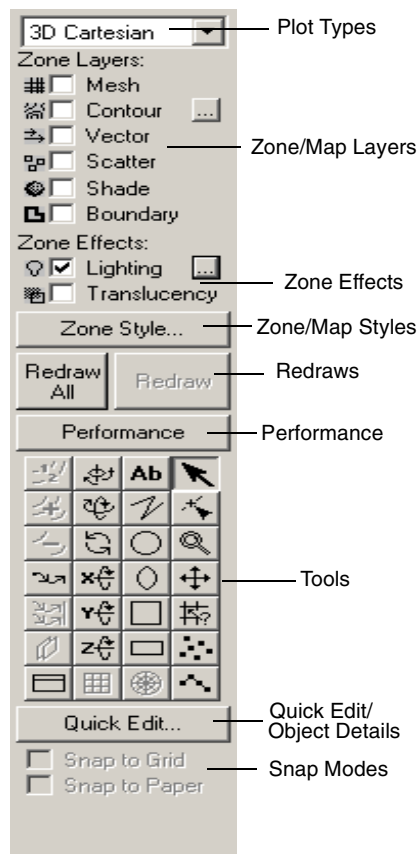 3D Cartesian
Plot Types
Zone Layers:
Mesh
Contour ...
Vector
Zone/Map Layers
Scatter
Shade
Boundary
Zone Effects:
Lighting ...
Zone Effects
Translucency
Zone Style...
Zone/Map Styles
Redraw
All
Redraw
Redraws
Performance
Performance
Ab
X
Y
Z
?
Tools
Quick Edit...
Quick Edit/
Object Details
Snap to Grid
Snap to Paper
Snap Modes